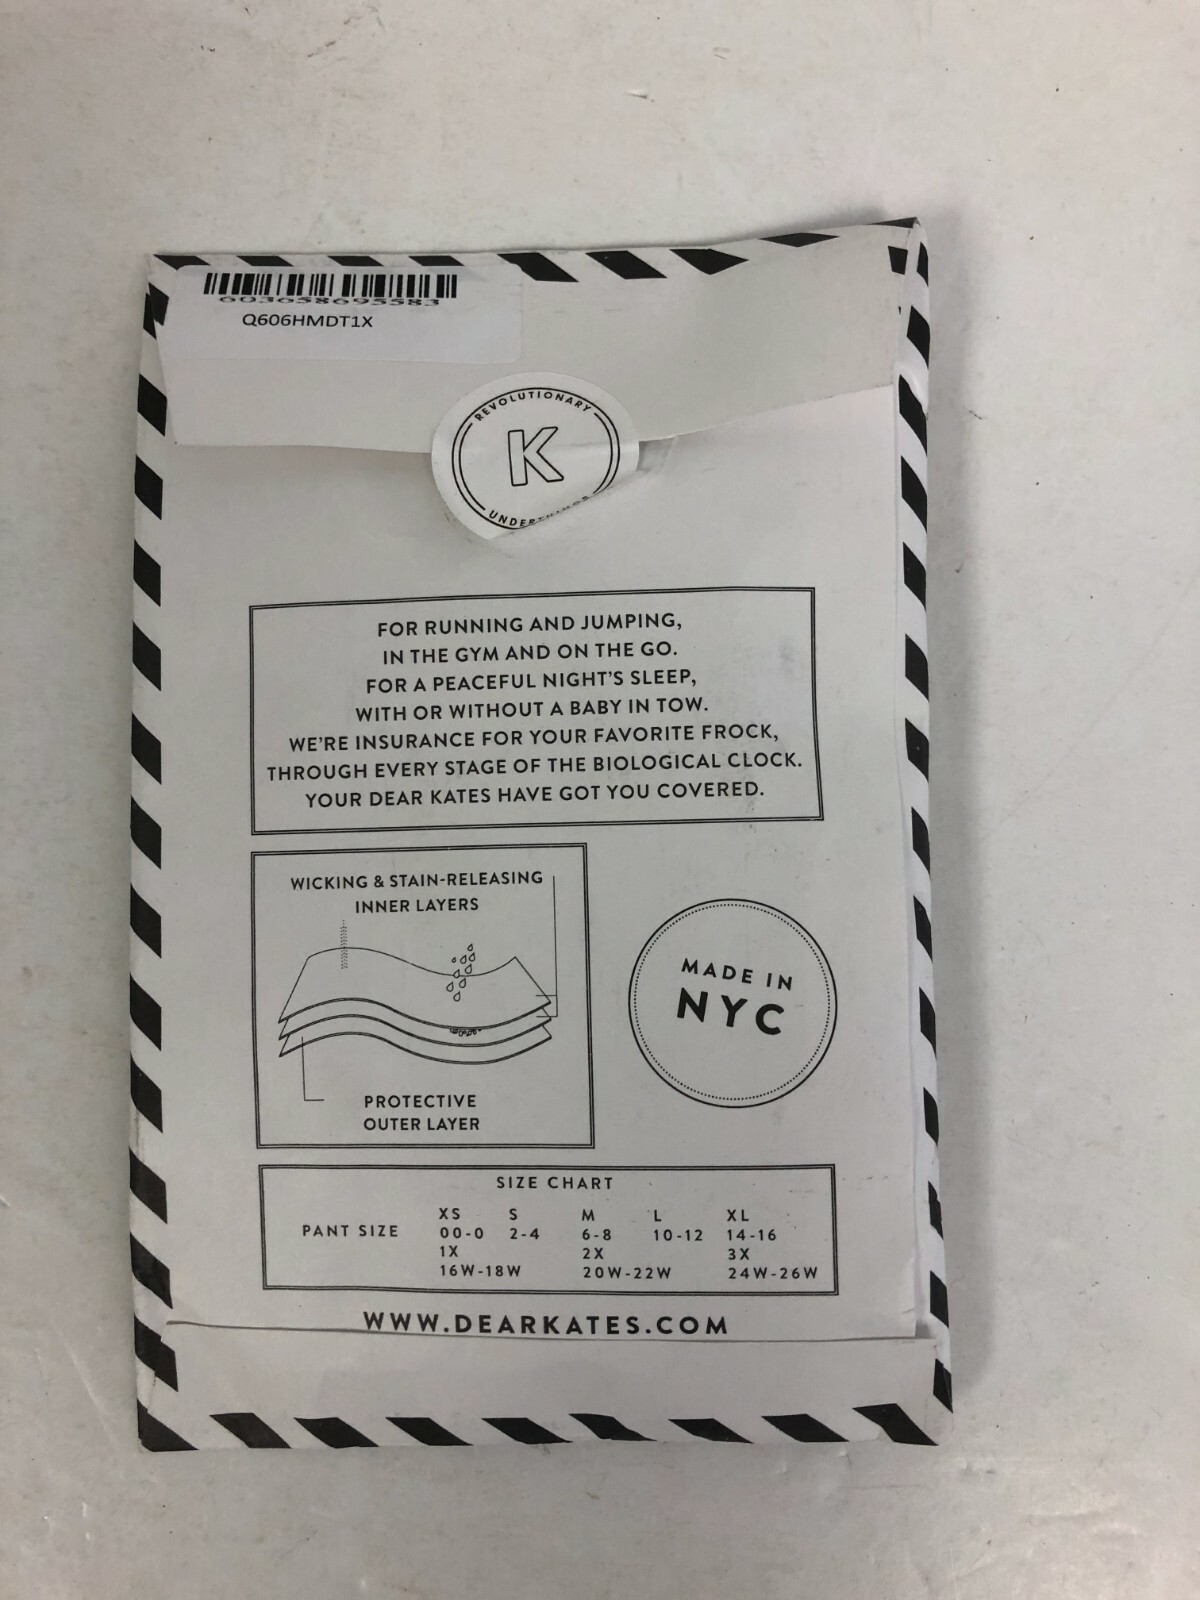 603658695583
Q606HMDT1X
REVOLUTIONARY
K
FOR RUNNING AND JUMPING,
IN THE GYM AND ON THE GO.
FOR A PEACEFUL NIGHT'S SLEEP,
WITH OR WITHOUT A BABY IN TOW.
WE'RE INSURANCE FOR YOUR FAVORITE FROCK,
THROUGH EVERY STAGE OF THE BIOLOGICAL CLOCK.
YOUR DEAR KATES HAVE GOT YOU COVERED.
WICKING & STAIN-RELEASING
INNER LAYERS
PROTECTIVE
OUTER LAYER
MADE IN
NYC
SIZE CHART
XS S M L XL
PANT SIZE 00-0 2-4 6-8 10-12 14-16
1X 2X 3X
16W-18W 20W-22W 24W-26W
WWW.DEARKATES.COM